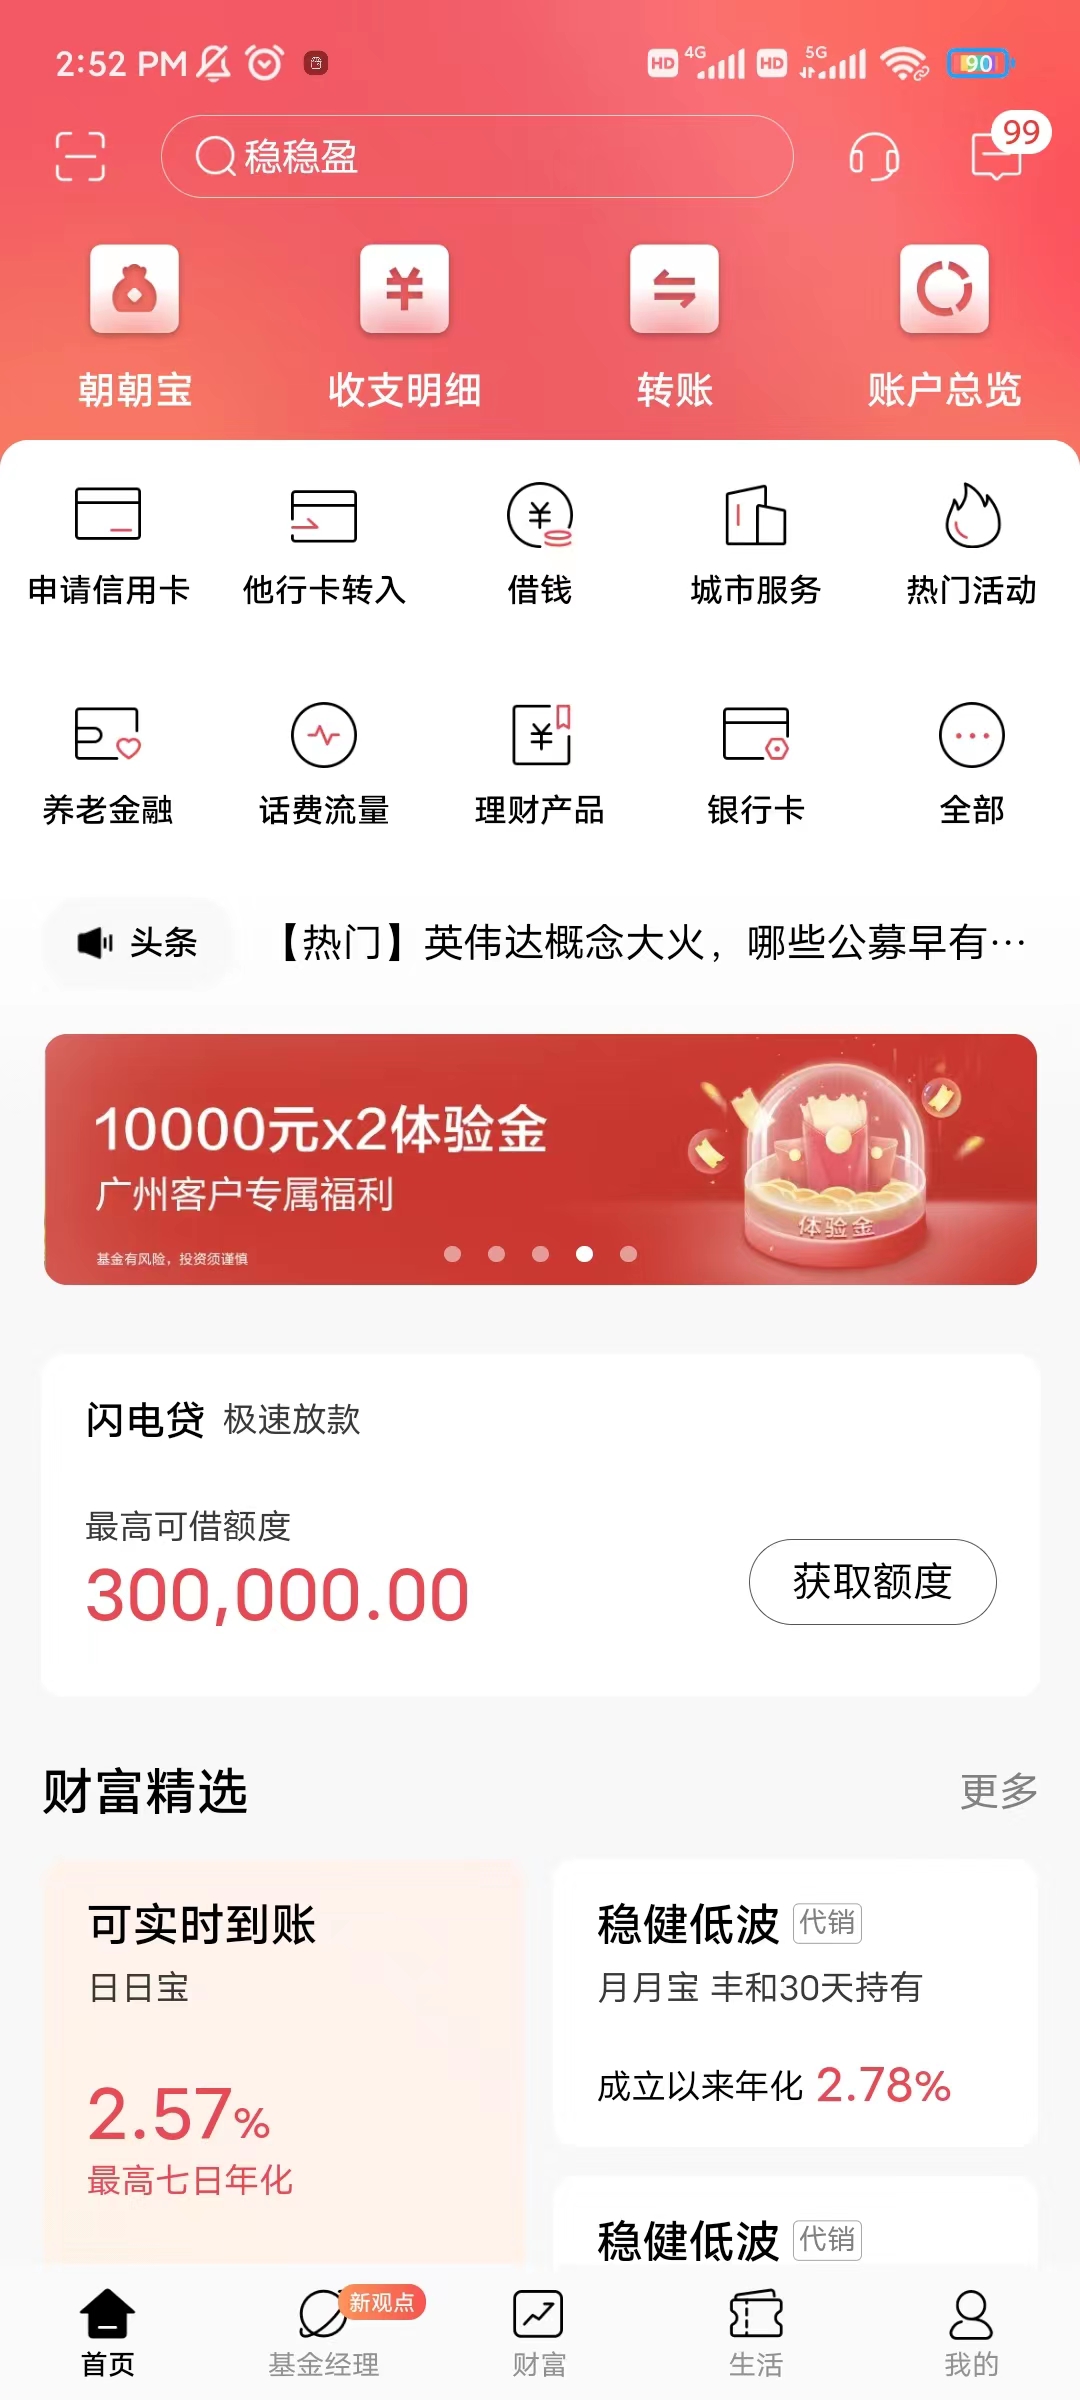 2:52 PM HD 4G HD 5G 90
稳稳盈 99
朝朝宝 收支明细 转账 账户总览
申请信用卡 他行卡转入 借钱 城市服务 热门活动
养老金融 话费流量 理财产品 银行卡 全部
头条 【热门】英伟达概念大火，哪些公募早有…
10000元x2体验金
广州客户专属福利
体验金
基金有风险，投资须谨慎
闪电贷 极速放款
最高可借额度
300,000.00
获取额度
财富精选 更多
可实时到账
日日宝
2.57%
最高七日年化
稳健低波 代销
月月宝 丰和30天持有
成立以来年化 2.78%
稳健低波 代销
新观点
首页 基金经理 财富 生活 我的